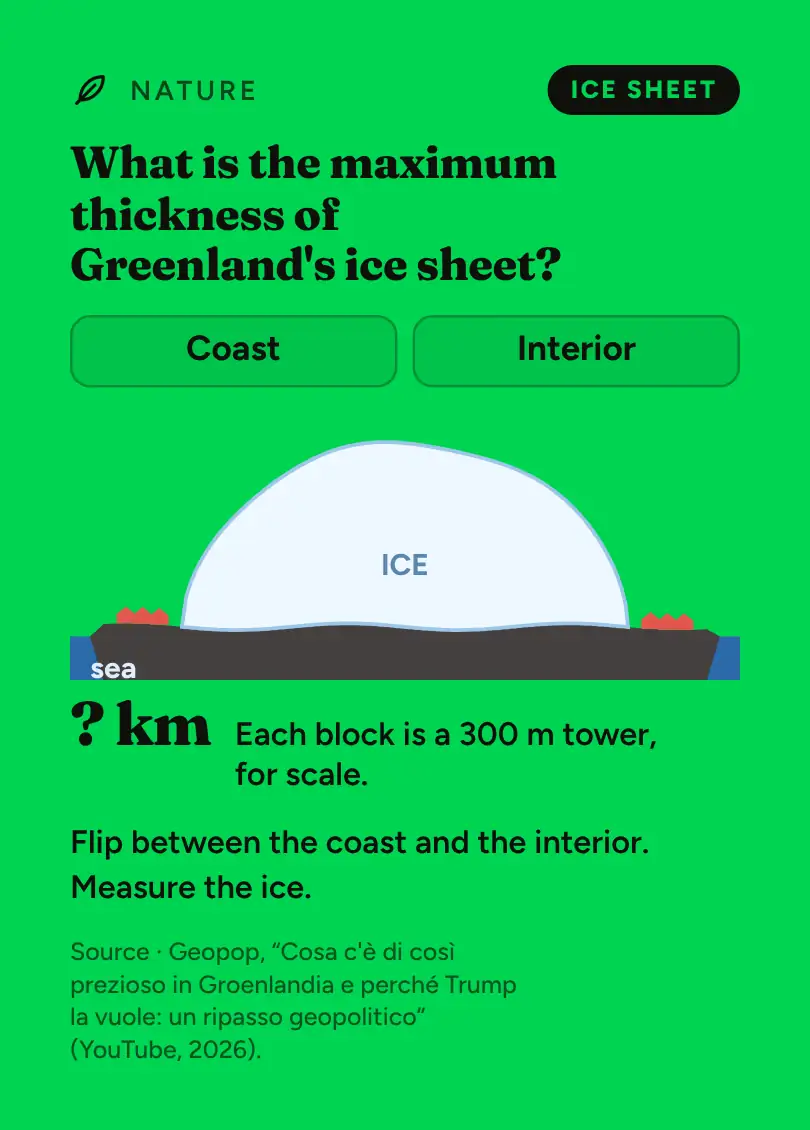 NATURE
ICE SHEET
What is the maximum
thickness of
Greenland's ice sheet?
Coast
Interior
ICE
sea
? km
Each block is a 300 m tower,
for scale.
Flip between the coast and the interior.
Measure the ice.
Source · Geopop, “Cosa c'è di così
prezioso in Groenlandia e perché Trump
la vuole: un ripasso geopolitico”
(YouTube, 2026).